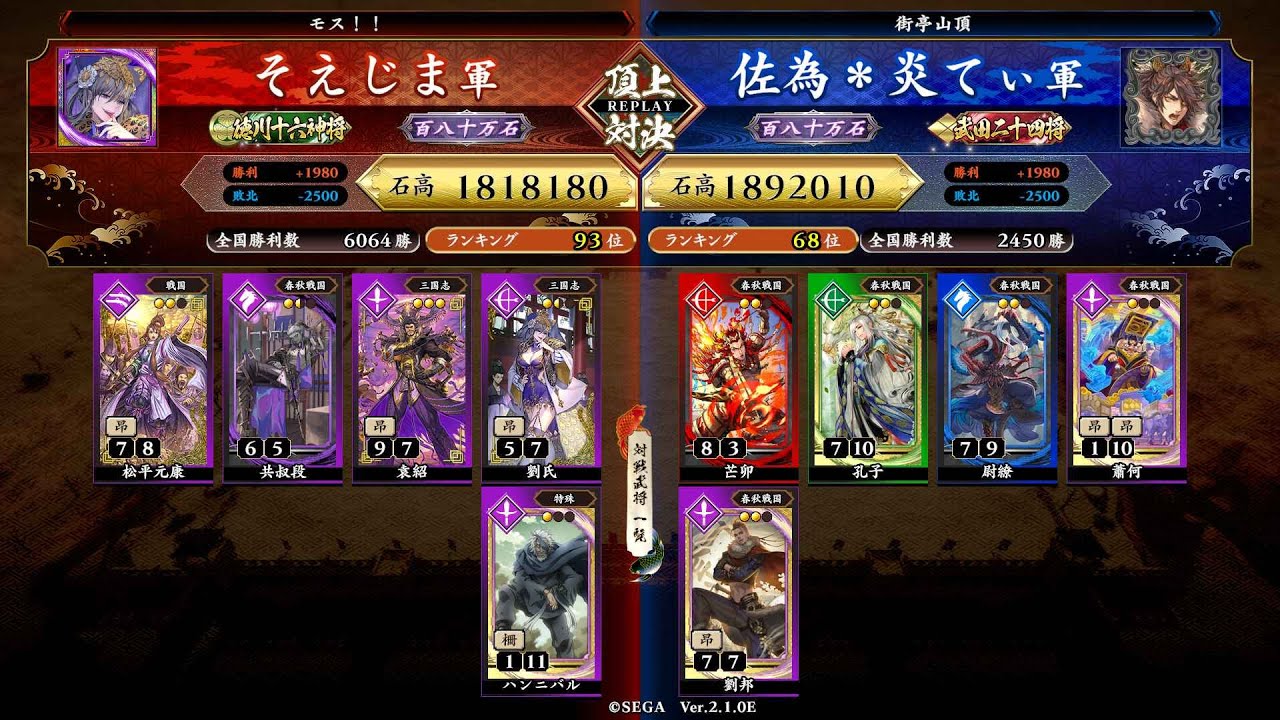 モス！！
街亭山頂
そえじま軍
頂上
REPLAY
対決
佐為＊炎てぃ軍
徳川十六神将
百八十万石
百八十万石
武田二十四将
勝利 +1980
敗北 -2500
石高 1818180
石高 1892010
勝利 +1980
敗北 -2500
全国勝利数 6064勝
ランキング 93位
ランキング 68位
全国勝利数 2450勝
戦国
春秋戦国
三国志
三国志
春秋戦国
春秋戦国
春秋戦国
春秋戦国
昂
昂
昂
昂 昂
7 8
6 5
9 7
5 7
8 3
7 10
7 9
1 10
松平元康
共叔段
袁紹
劉氏
芒卯
孔子
尉繚
蕭何
対戦武将一覧
特殊
春秋戦国
柵
昂
1 11
7 7
ハンニバル
劉邦
©SEGA Ver.2.1.0E